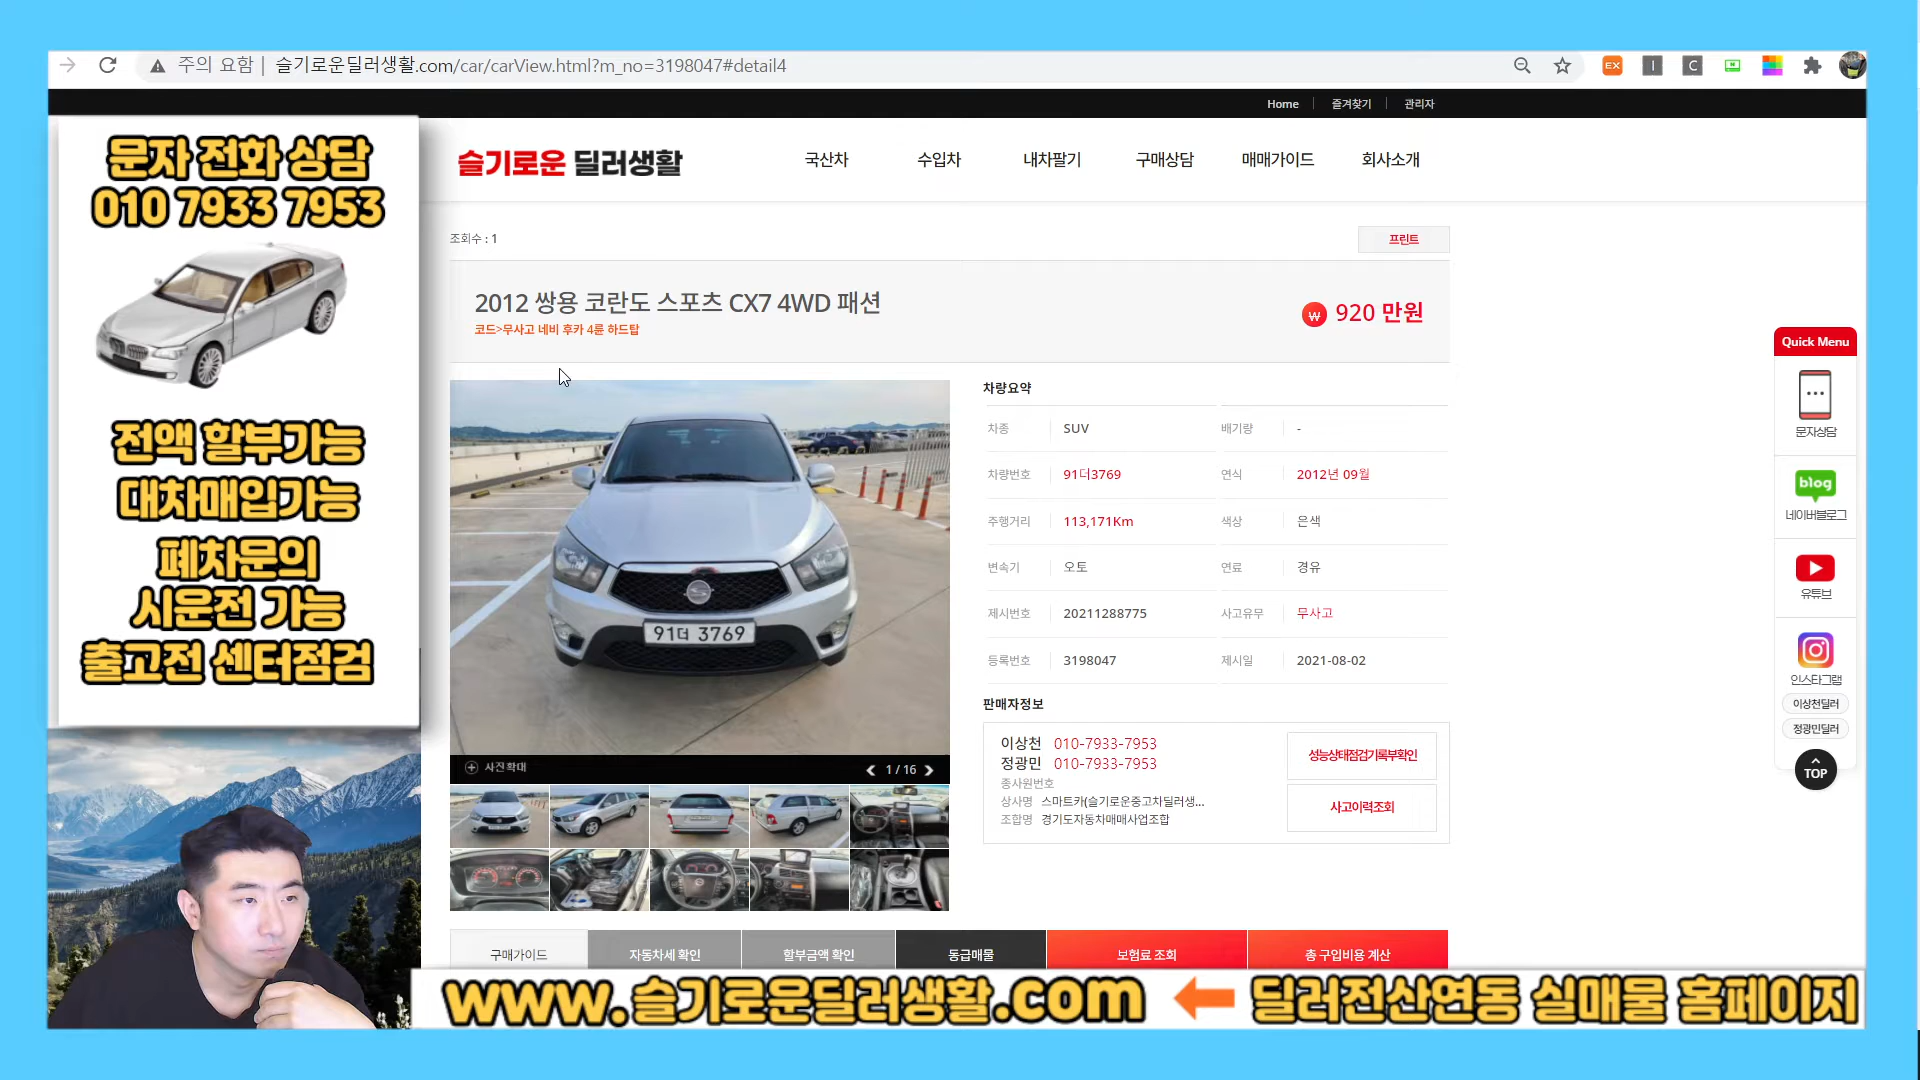 주의 요함 | 슬기로운딜러생활.com/car/carView.html?m_no=3198047#detail4
EX
I
C
N
Home
즐겨찾기
관리자
문자 전화 상담
010 7933 7953
전액 할부가능
대차매입가능
폐차문의
시운전 가능
출고전 센터점검
슬기로운 딜러생활
국산차
수입차
내차팔기
구매상담
매매가이드
회사소개
조회수 : 1
프린트
2012 쌍용 코란도 스포츠 CX7 4WD 패션
코드>무사고 네비 후카 4륜 하드탑
₩ 920 만원
91더 3769
사진확대
1 / 16
차량요약
차종 SUV 배기량 -
차량번호 91더3769 연식 2012년 09월
주행거리 113,171Km 색상 은색
변속기 오토 연료 경유
제시번호 20211288775 사고유무 무사고
등록번호 3198047 제시일 2021-08-02
판매자정보
이상천 010-7933-7953
정광민 010-7933-7953
종사원번호
상사명 스마트카(슬기로운중고차딜러생...
조합명 경기도자동차매매사업조합
성능상태점검기록부확인
사고이력조회
Quick Menu
문자상담
blog
네이버블로그
유튜브
인스타그램
이상천딜러
정광민딜러
TOP
구매가이드
자동차세 확인
할부금액 확인
동급매물
보험료 조회
총 구입비용 계산
www.슬기로운딜러생활.com
딜러전산연동 실매물 홈페이지